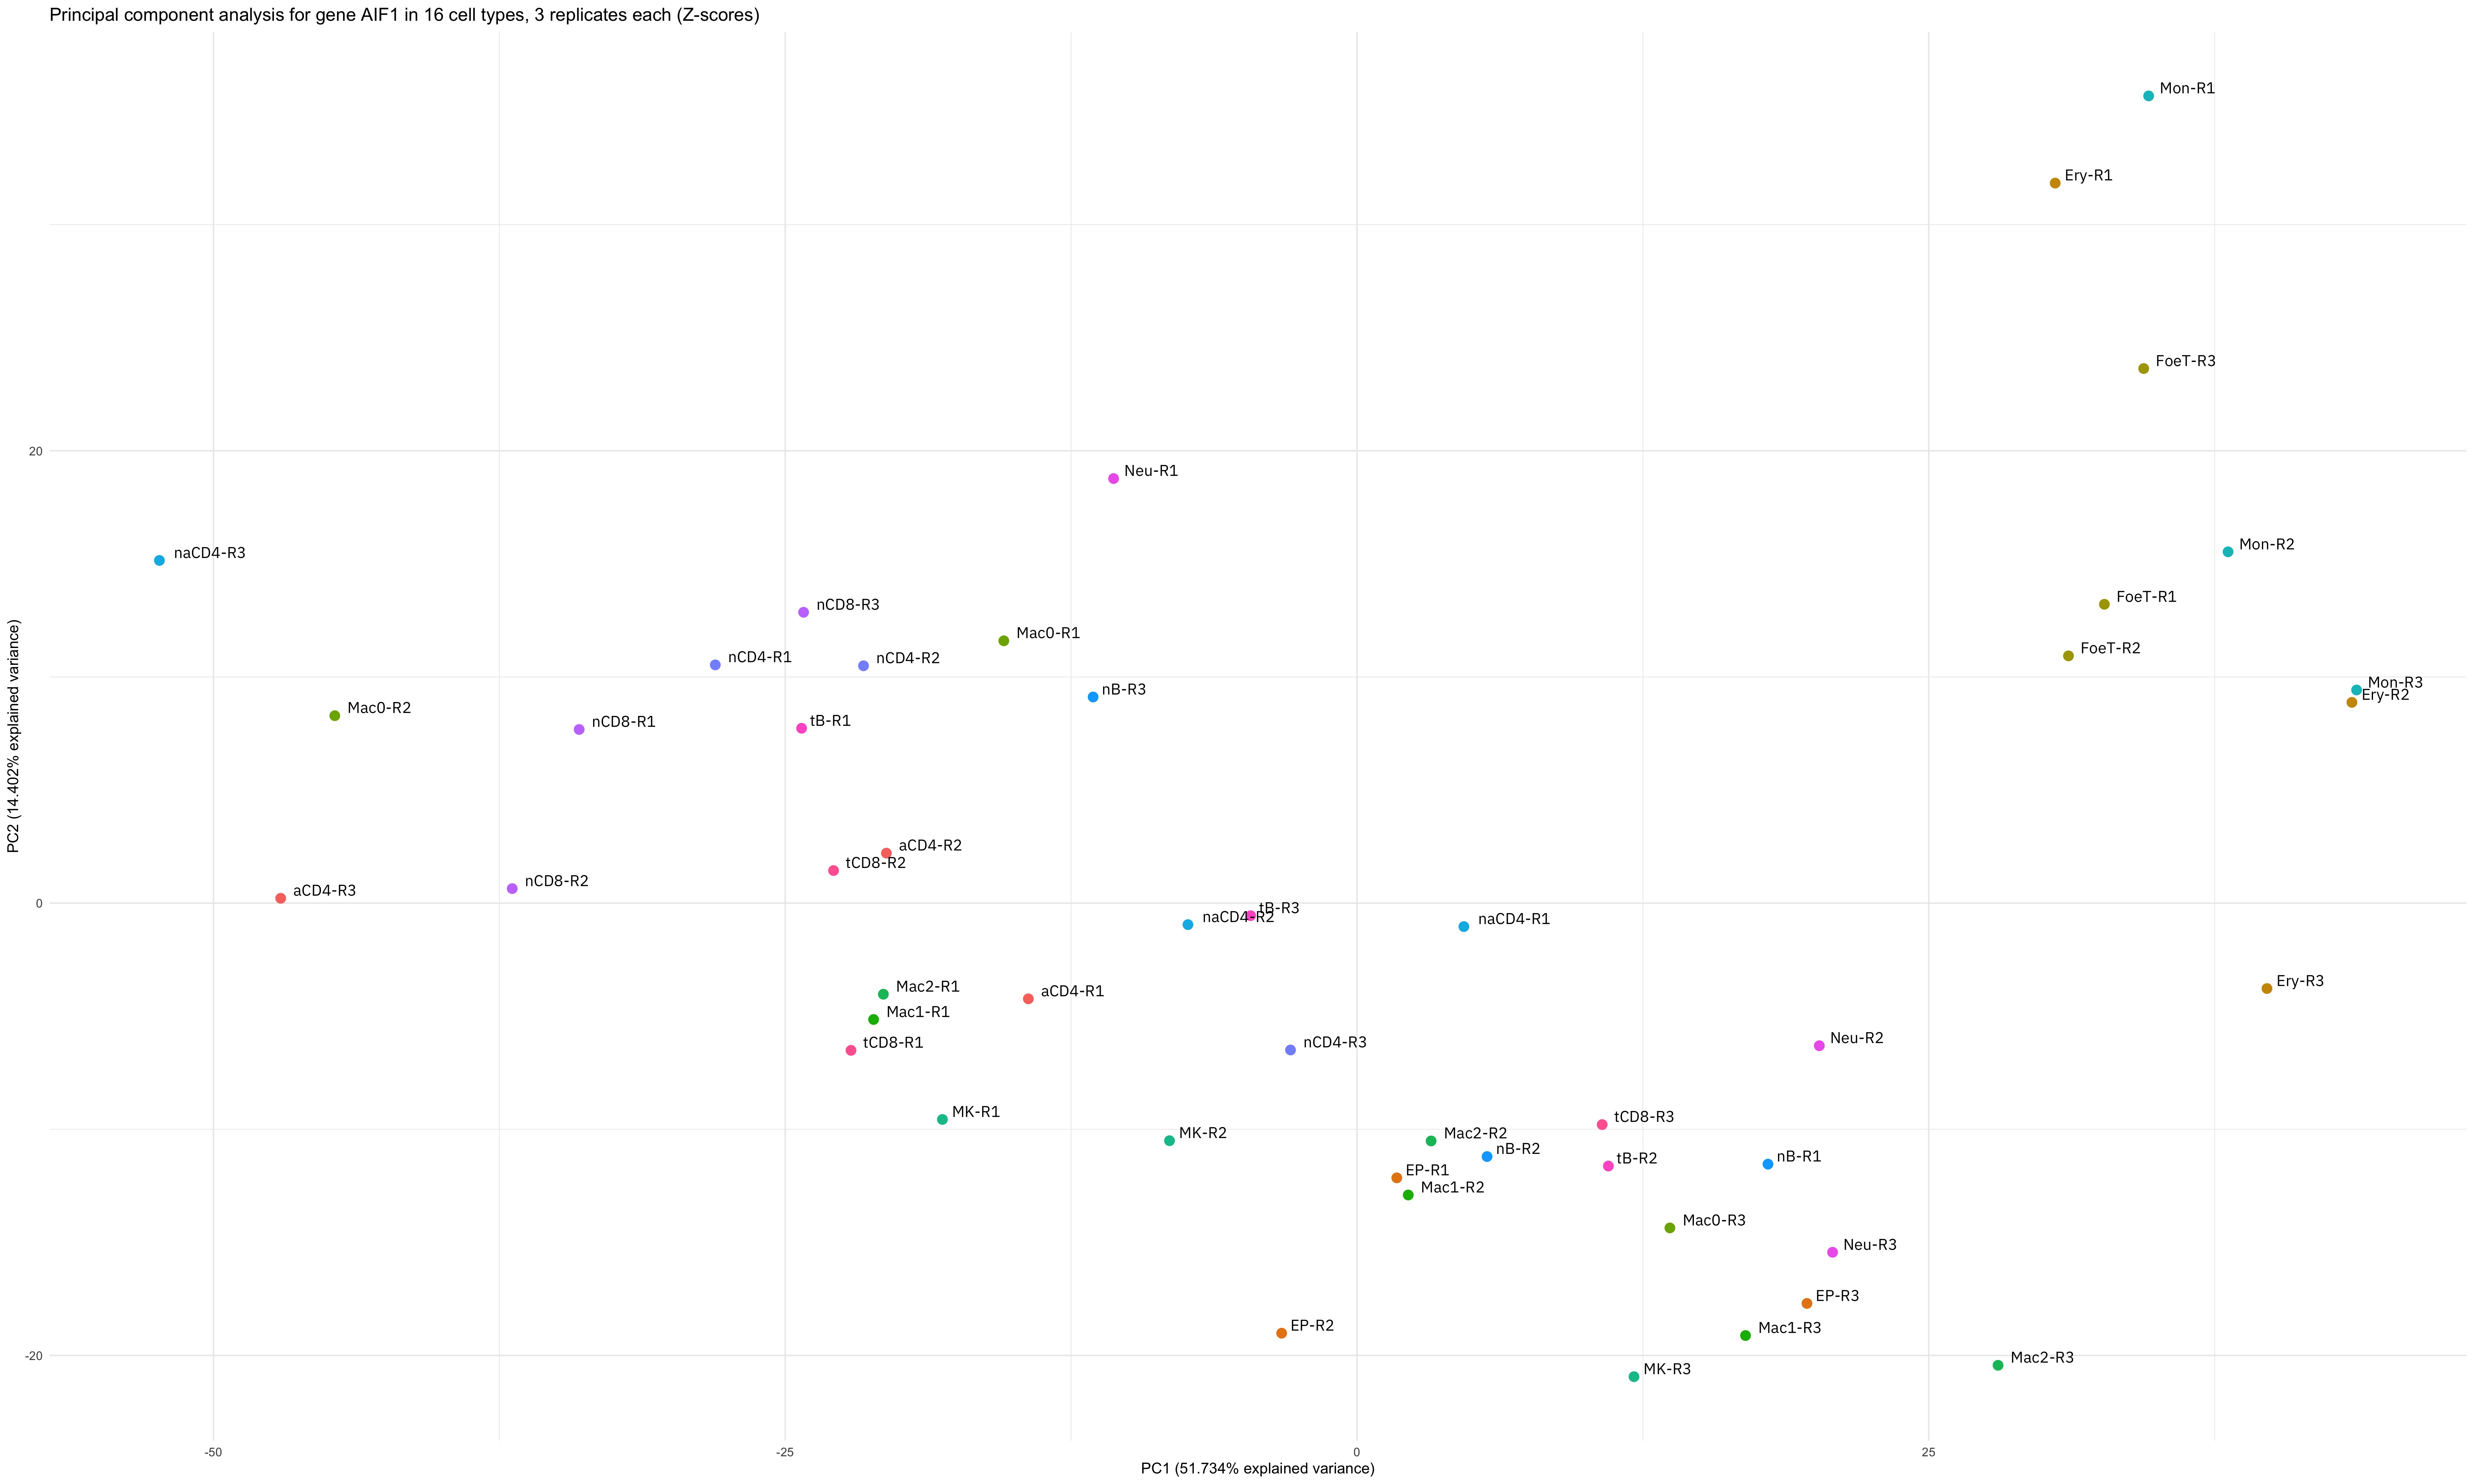 Principal component analysis for gene AIF1 in 16 cell types, 3 replicates each (Z-scores)
Mon-R1
Ery-R1
FoeT-R3
20
Neu-R1
Mon-R2
naCD4-R3
FoeT-R1
nCD8-R3
Mac0-R1
FoeT-R2
nCD4-R1
nCD4-R2
Mon-R3
nB-R3
Ery-R2
Mac0-R2
nCD8-R1
tB-R1
PC2 (14.402% explained variance)
aCD4-R2
tCD8-R2
nCD8-R2
aCD4-R3
0
tB-R3
naCD4-R2
naCD4-R1
Ery-R3
Mac2-R1
aCD4-R1
Mac1-R1
Neu-R2
tCD8-R1
nCD4-R3
MK-R1
tCD8-R3
MK-R2
Mac2-R2
nB-R2
nB-R1
tB-R2
EP-R1
Mac1-R2
Mac0-R3
Neu-R3
EP-R3
EP-R2
Mac1-R3
-20
Mac2-R3
MK-R3
-50
-25
0
25
PC1 (51.734% explained variance)